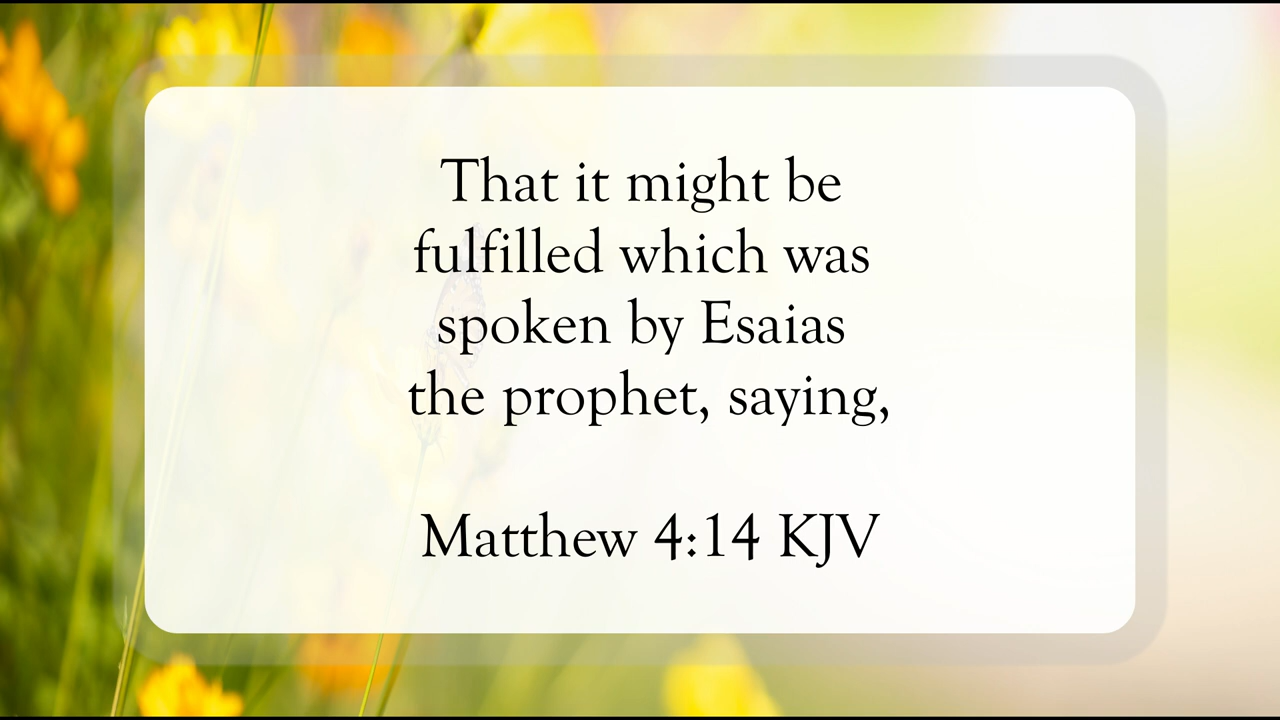 That it might be
fulfilled which was
spoken by Esaias
the prophet, saying,
Matthew 4:14 KJV